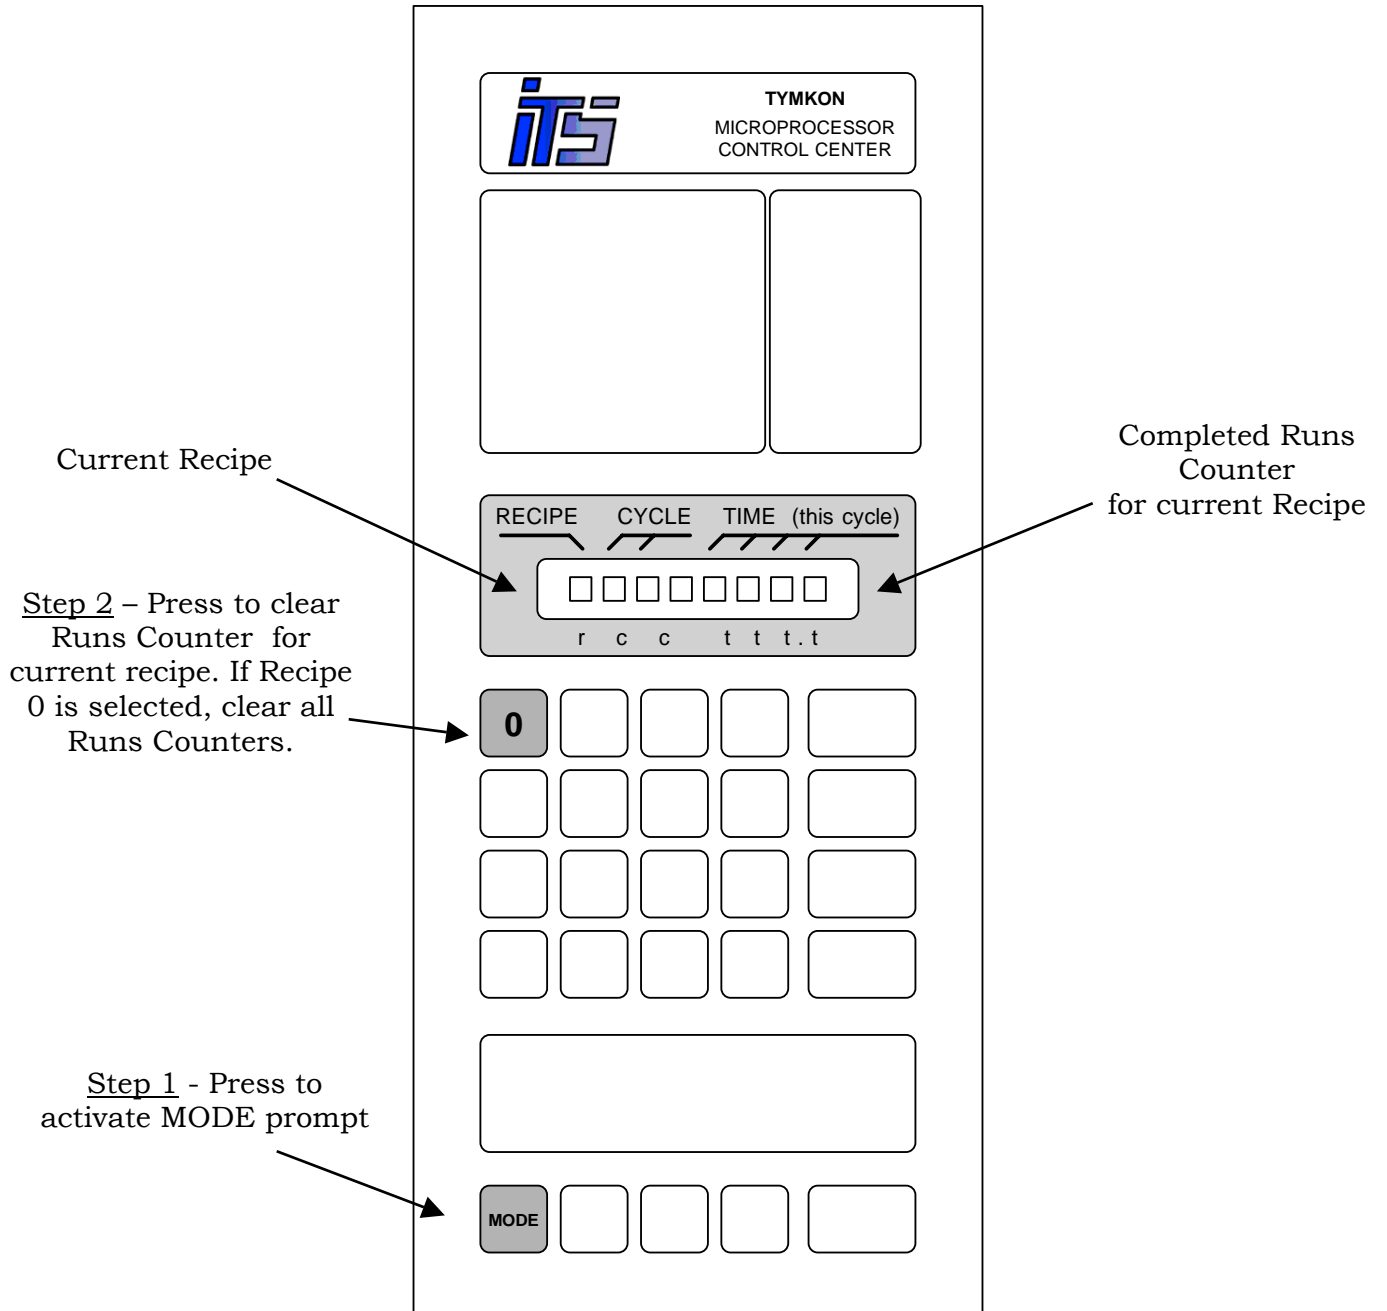 iTS
TYMKON
MICROPROCESSOR
CONTROL CENTER
Current Recipe
Completed Runs
Counter
for current Recipe
RECIPE CYCLE TIME (this cycle)
r c c t t t . t
Step 2 – Press to clear
Runs Counter for
current recipe. If Recipe
0 is selected, clear all
Runs Counters.
0
Step 1 - Press to
activate MODE prompt
MODE